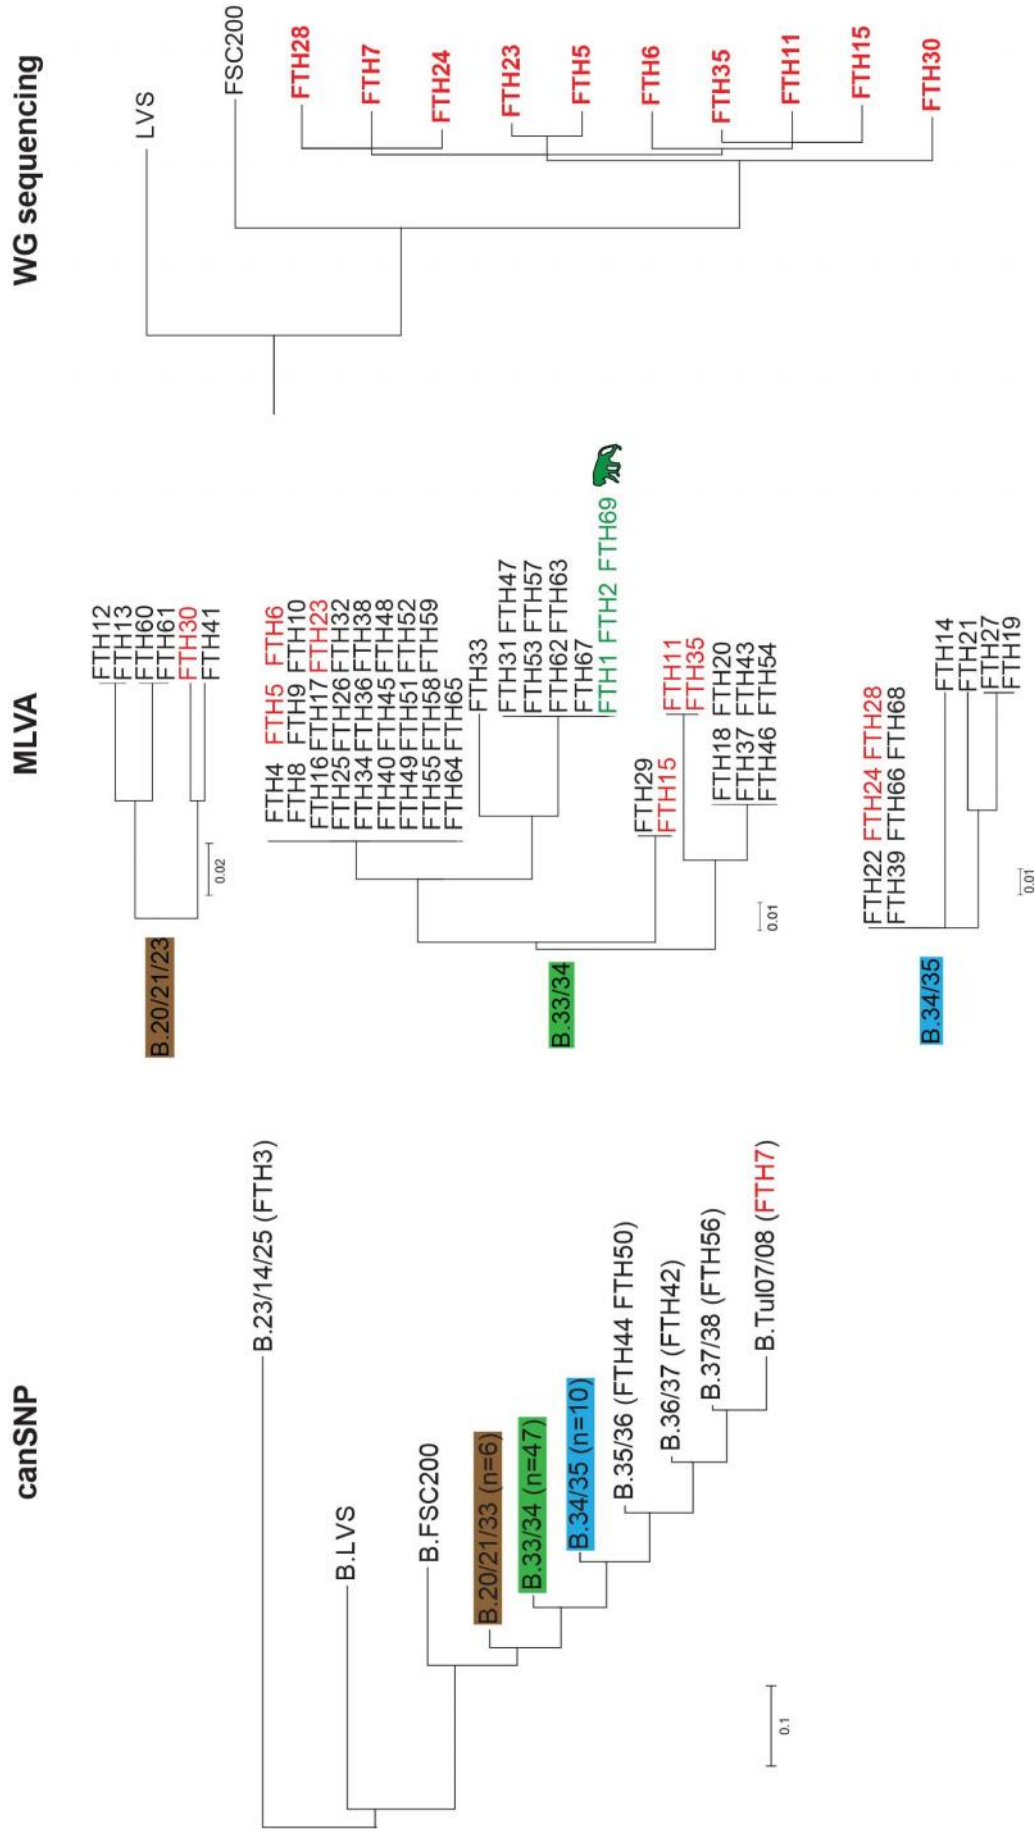 canSNP
B.23/14/25 (FTH3)
B.LVS
B.FSC200
B.20/21/33 (n=6)
B.33/34 (n=47)
B.34/35 (n=10)
B.35/36 (FTH44 FTH50)
B.36/37 (FTH42)
B.37/38 (FTH56)
B.Tul07/08 (FTH7)
0.1
MLVA
B.20/21/23
FTH12
FTH13
FTH60
FTH61
FTH30
FTH41
0.02
B.33/34
FTH4 FTH5 FTH6
FTH8 FTH9 FTH10
FTH16 FTH17 FTH23
FTH25 FTH26 FTH32
FTH34 FTH36 FTH38
FTH40 FTH45 FTH48
FTH49 FTH51 FTH52
FTH55 FTH58 FTH59
FTH64 FTH65
FTH33
FTH31 FTH47
FTH53 FTH57
FTH62 FTH63
FTH67
FTH1 FTH2 FTH69
FTH29
FTH15
FTH11
FTH35
FTH18 FTH20
FTH37 FTH43
FTH46 FTH54
0.01
B.34/35
FTH22 FTH24 FTH28
FTH39 FTH66 FTH68
FTH14
FTH21
FTH27
FTH19
0.01
WG sequencing
LVS
FSC200
FTH28
FTH7
FTH24
FTH23
FTH5
FTH6
FTH35
FTH11
FTH15
FTH30